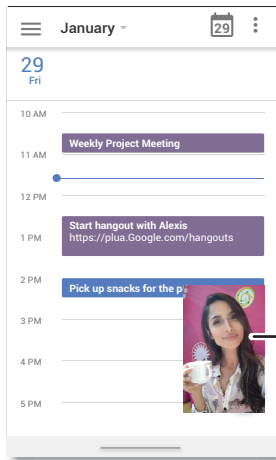 January
29
29
Fri
10 AM
Weekly Project Meeting
11 AM
12 PM
Start hangout with Alexis
1 PM
https://plua.Google.com/hangouts
2 PM
Pick up snacks for the p
3 PM
4 PM
5 PM